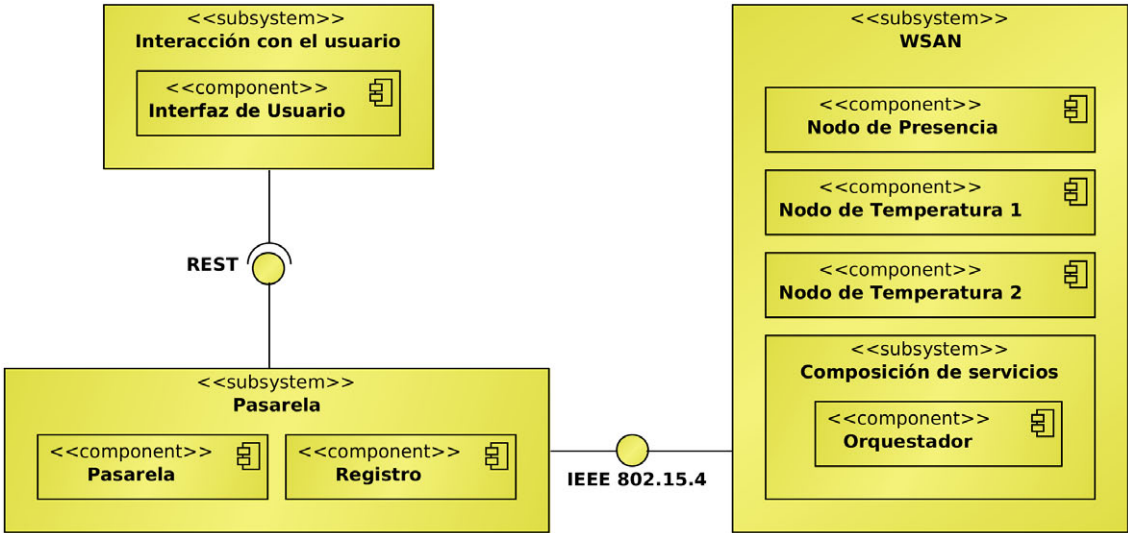 <<subsystem>>
Interacción con el usuario
<<component>>
Interfaz de Usuario
REST
<<subsystem>>
Pasarela
<<component>>
Pasarela
<<component>>
Registro
IEEE 802.15.4
<<subsystem>>
WSAN
<<component>>
Nodo de Presencia
<<component>>
Nodo de Temperatura 1
<<component>>
Nodo de Temperatura 2
<<subsystem>>
Composición de servicios
<<component>>
Orquestador